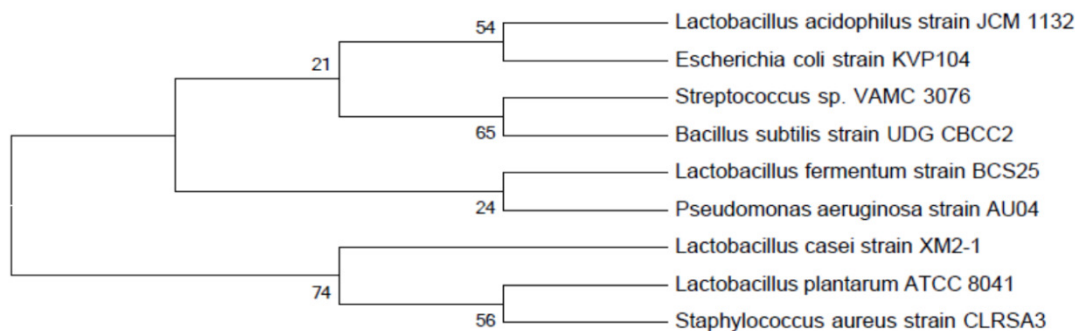 54
Lactobacillus acidophilus strain JCM 1132
Escherichia coli strain KVP104
21
Streptococcus sp. VAMC 3076
65
Bacillus subtilis strain UDG CBCC2
Lactobacillus fermentum strain BCS25
24
Pseudomonas aeruginosa strain AU04
Lactobacillus casei strain XM2-1
74
Lactobacillus plantarum ATCC 8041
56
Staphylococcus aureus strain CLRSA3